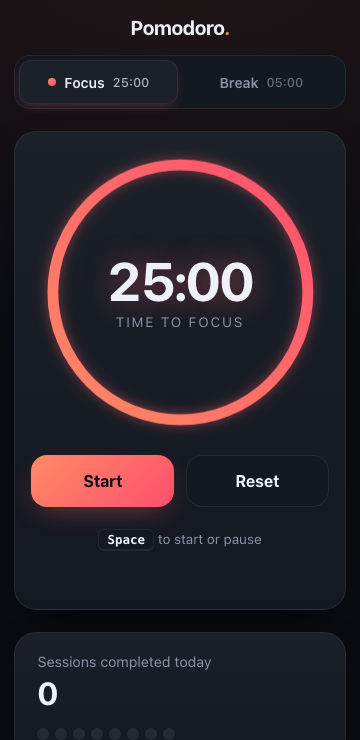 Pomodoro.
Focus 25:00 Break 05:00
25:00
TIME TO FOCUS
Start Reset
Space to start or pause
Sessions completed today
0